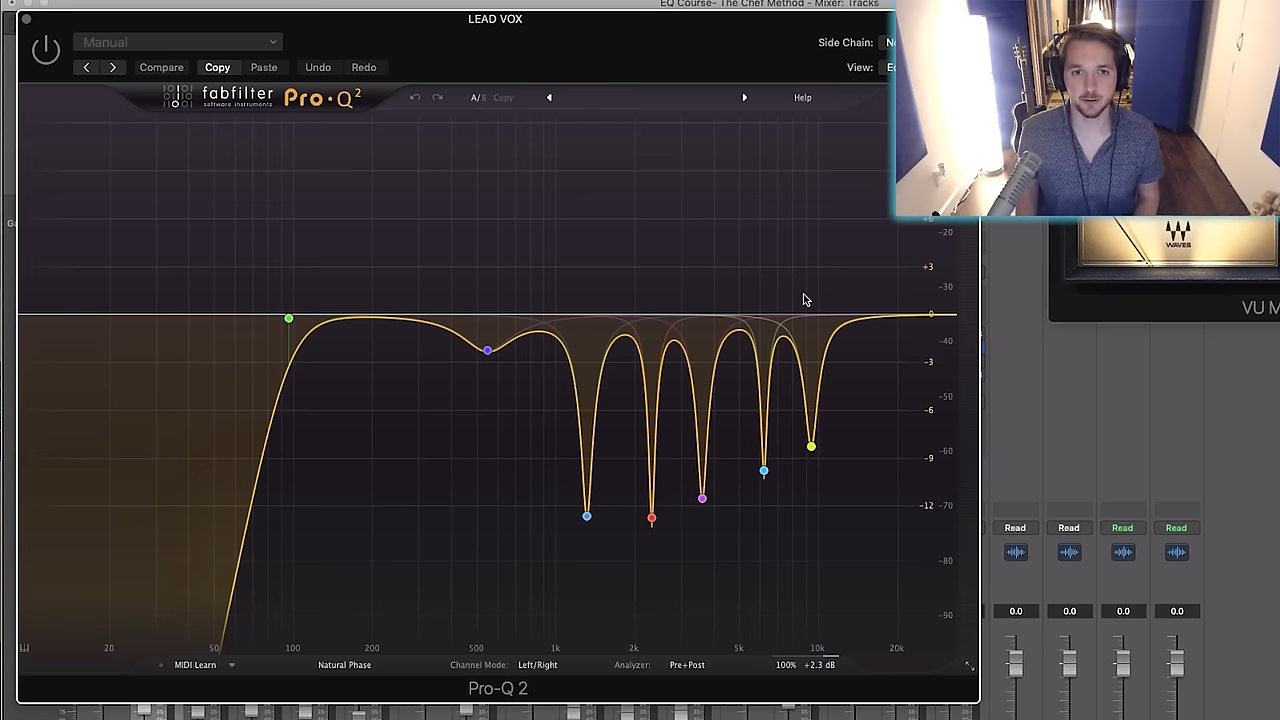 EQ Course- The Chef Method - Mixer: Tracks
LEAD VOX
Manual
Side Chain:
Compare Copy Paste Undo Redo
View:
fabfilter
software instruments
Pro·Q²
A/B Copy
Help
+3
0
-3
-6
-9
-12
-20
-30
-40
-50
-60
-70
-80
-90
20 50 100 200 500 1k 2k 5k 10k 20k
MIDI Learn Natural Phase Channel Mode: Left/Right Analyzer: Pre+Post 100% +2.3 dB
Pro-Q 2
WAVES
Read Read Read Read
0.0 0.0 0.0 0.0